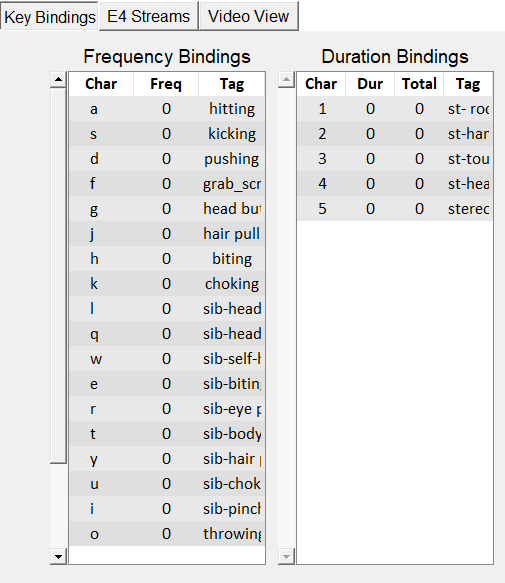 Key Bindings E4 Streams Video View
Frequency Bindings Duration Bindings
Char Freq Tag Char Dur Total Tag
a 0 hitting 1 0 0 st- roc
s 0 kicking 2 0 0 st-har
d 0 pushing 3 0 0 st-tou
f 0 grab_scr 4 0 0 st-hea
g 0 head but 5 0 0 stereo
j 0 hair pull
h 0 biting
k 0 choking
l 0 sib-head
q 0 sib-head
w 0 sib-self-h
e 0 sib-biting
r 0 sib-eye p
t 0 sib-body
y 0 sib-hair p
u 0 sib-chok
i 0 sib-pinch
o 0 throwing